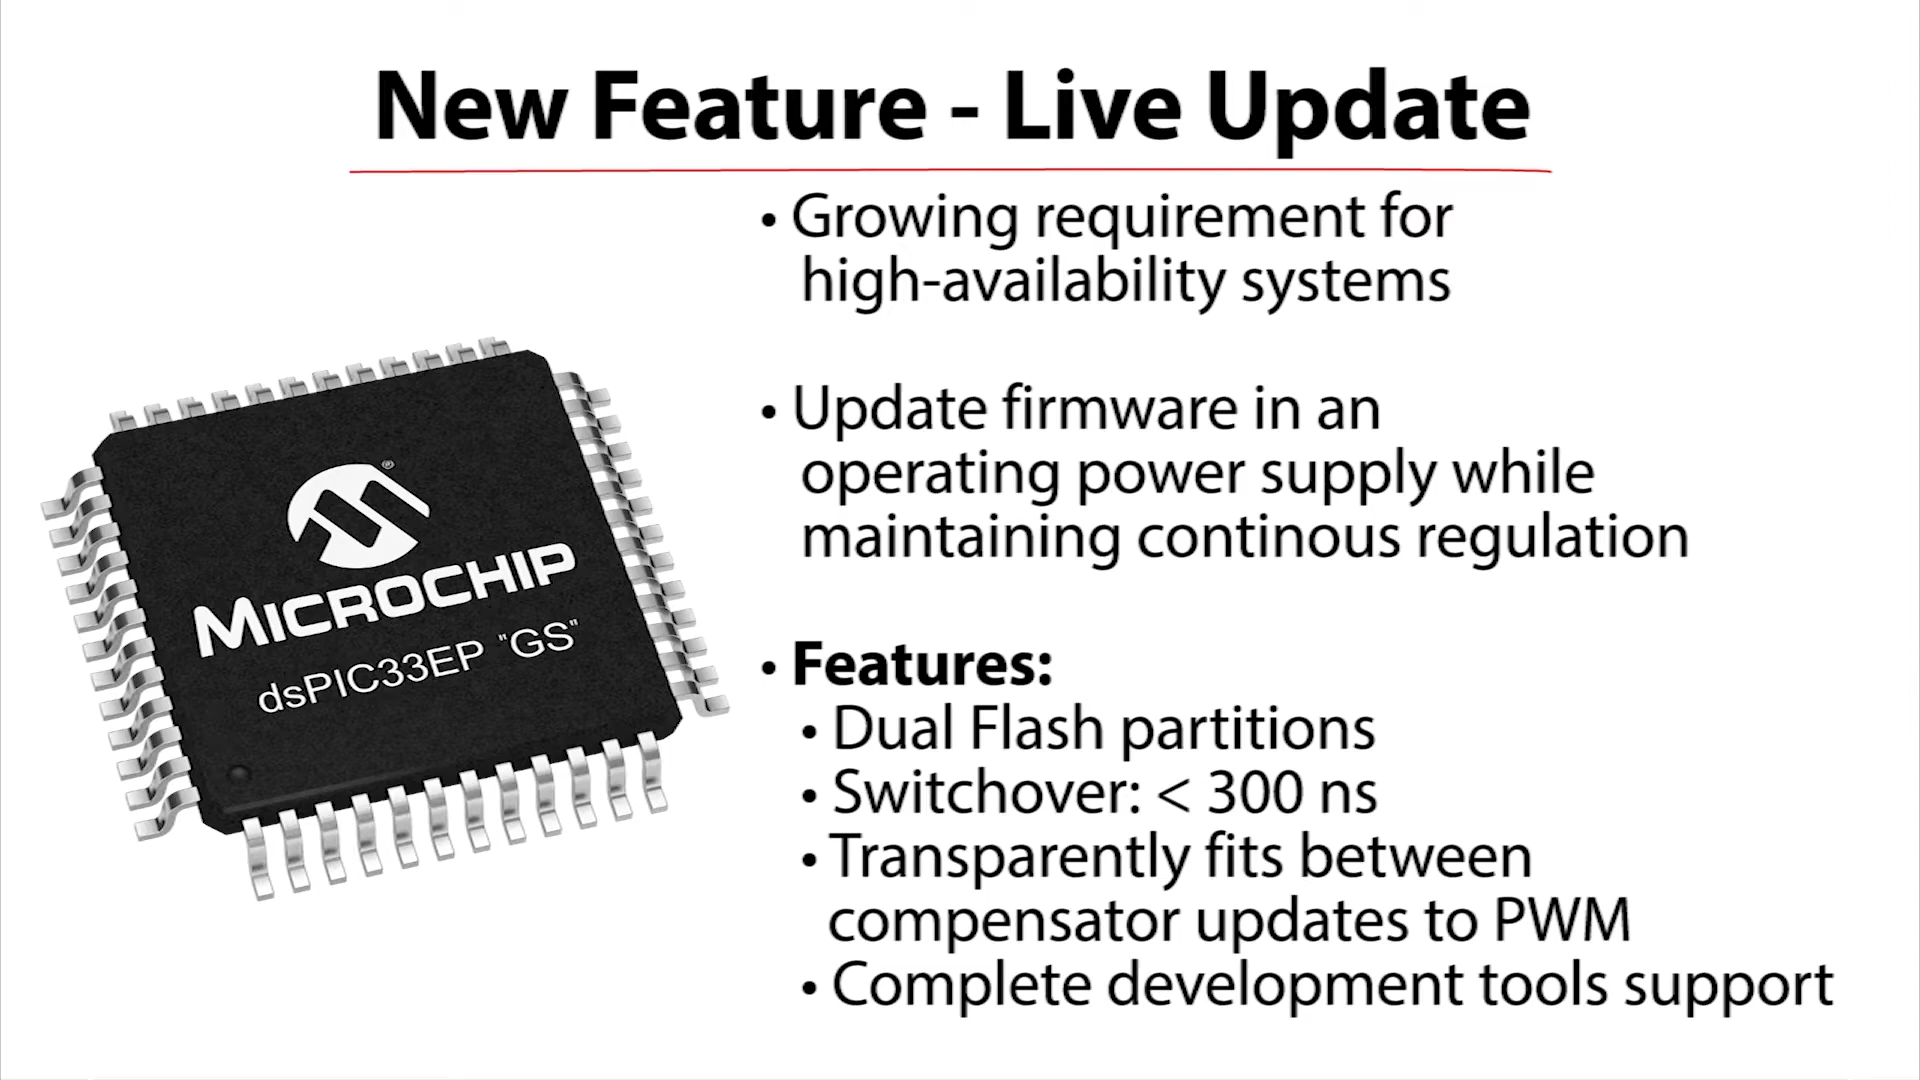 New Feature - Live Update
• Growing requirement for
high-availability systems
• Update firmware in an
operating power supply while
maintaining continous regulation
• Features:
• Dual Flash partitions
• Switchover: < 300 ns
• Transparently fits between
compensator updates to PWM
• Complete development tools support
®
MICROCHIP
dsPIC33EP "GS"